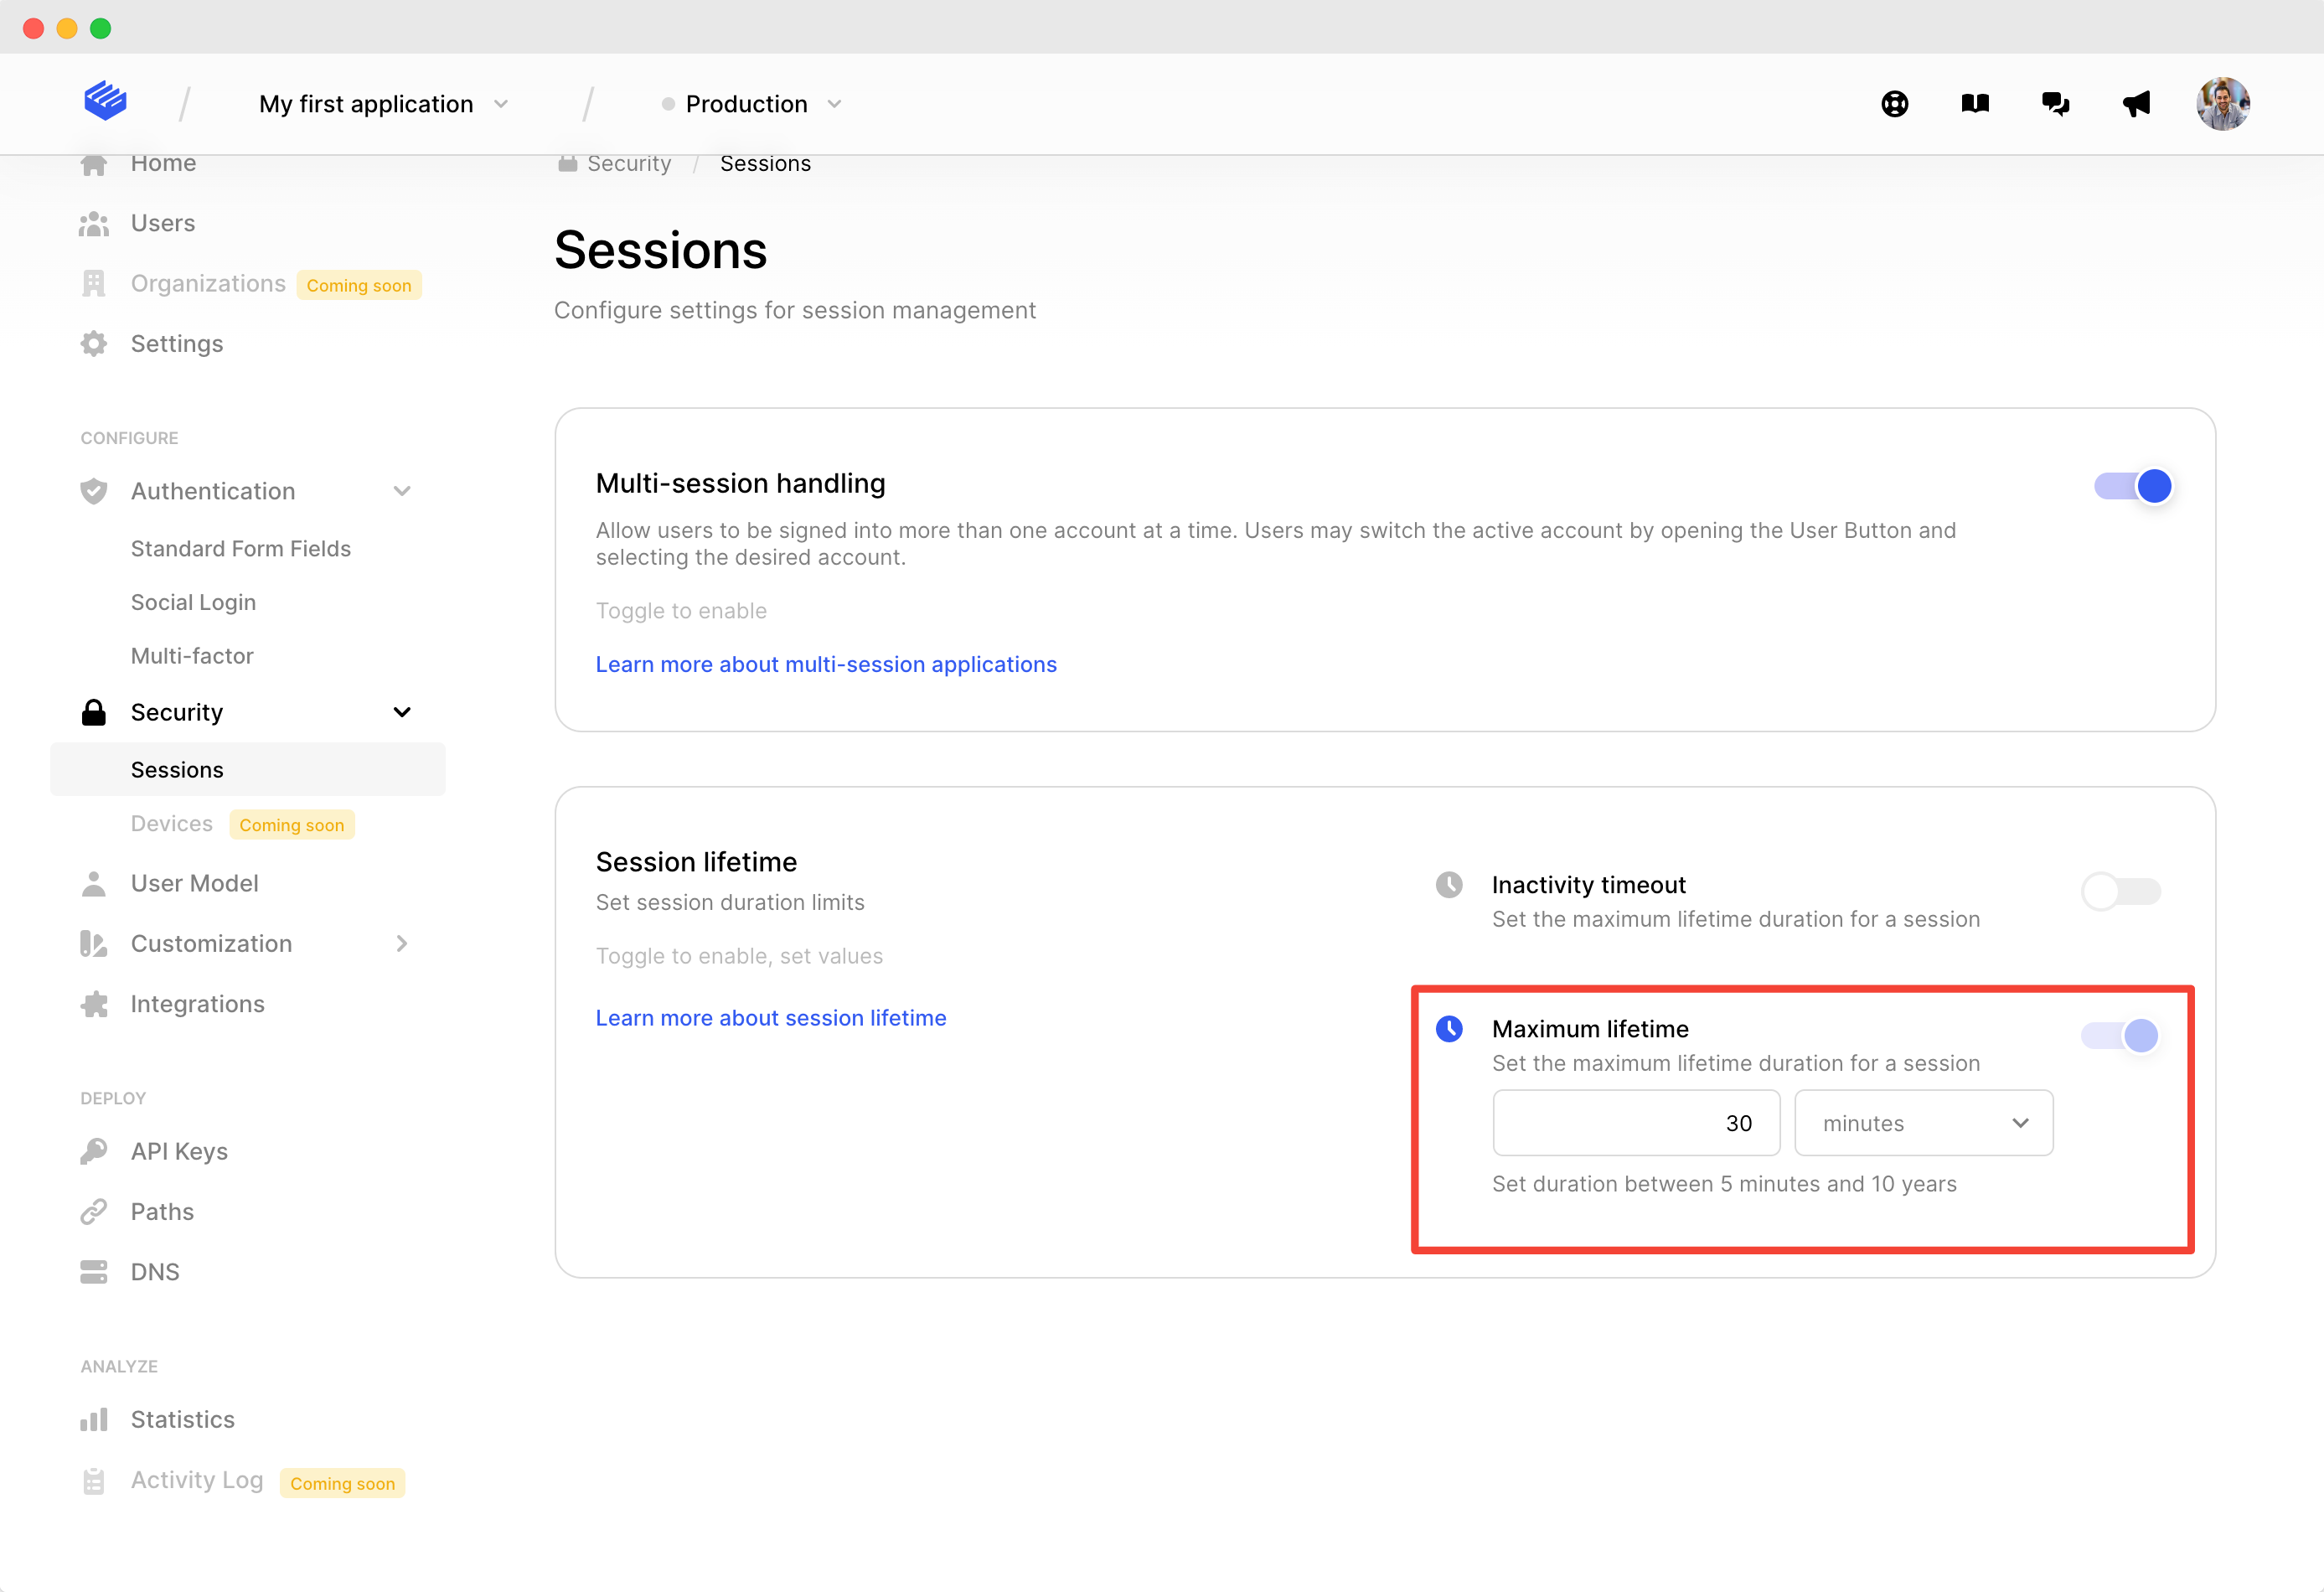 My first application
Production
Home
Users
Organizations Coming soon
Settings
CONFIGURE
Authentication
Standard Form Fields
Social Login
Multi-factor
Security
Sessions
Devices Coming soon
User Model
Customization
Integrations
DEPLOY
API Keys
Paths
DNS
ANALYZE
Statistics
Activity Log Coming soon
Security / Sessions
Sessions
Configure settings for session management
Multi-session handling
Allow users to be signed into more than one account at a time. Users may switch the active account by opening the User Button and
selecting the desired account.
Toggle to enable
Learn more about multi-session applications
Session lifetime
Set session duration limits
Toggle to enable, set values
Learn more about session lifetime
Inactivity timeout
Set the maximum lifetime duration for a session
Maximum lifetime
Set the maximum lifetime duration for a session
30 minutes
Set duration between 5 minutes and 10 years